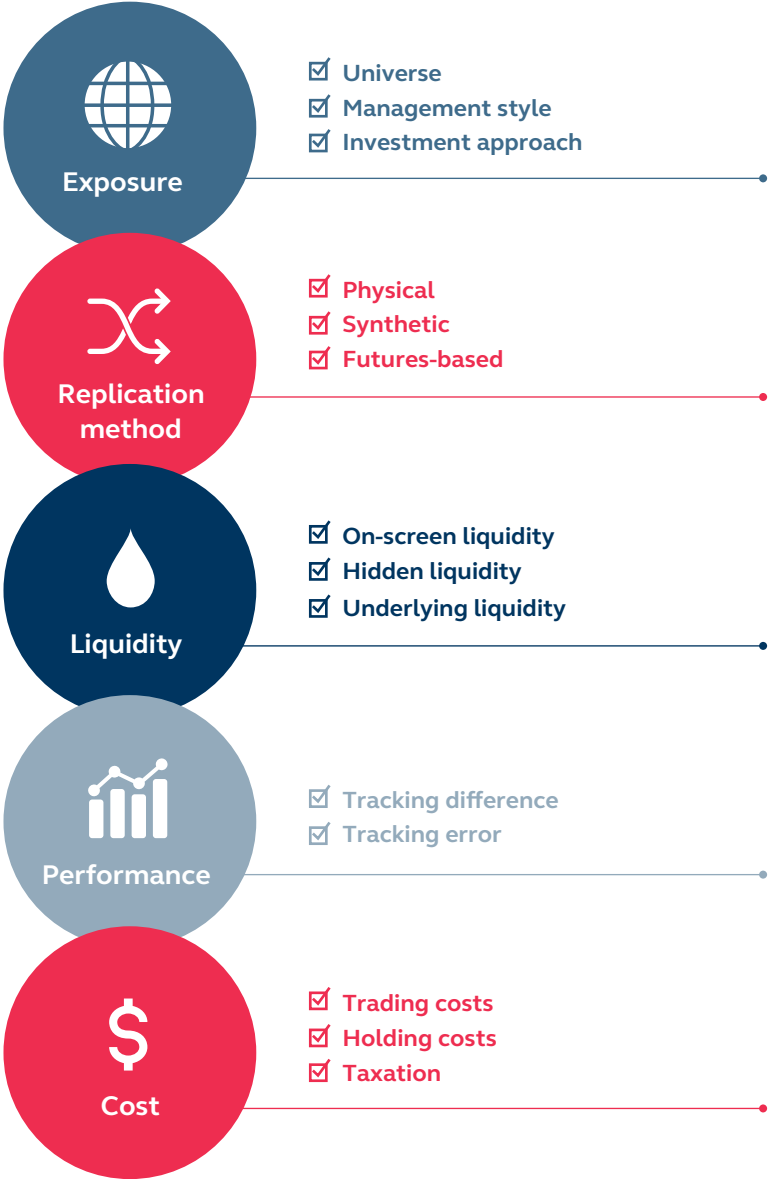 Exposure
Universe
Management style
Investment approach
Replication
method
Physical
Synthetic
Futures-based
Liquidity
On-screen liquidity
Hidden liquidity
Underlying liquidity
Performance
Tracking difference
Tracking error
$
Cost
Trading costs
Holding costs
Taxation